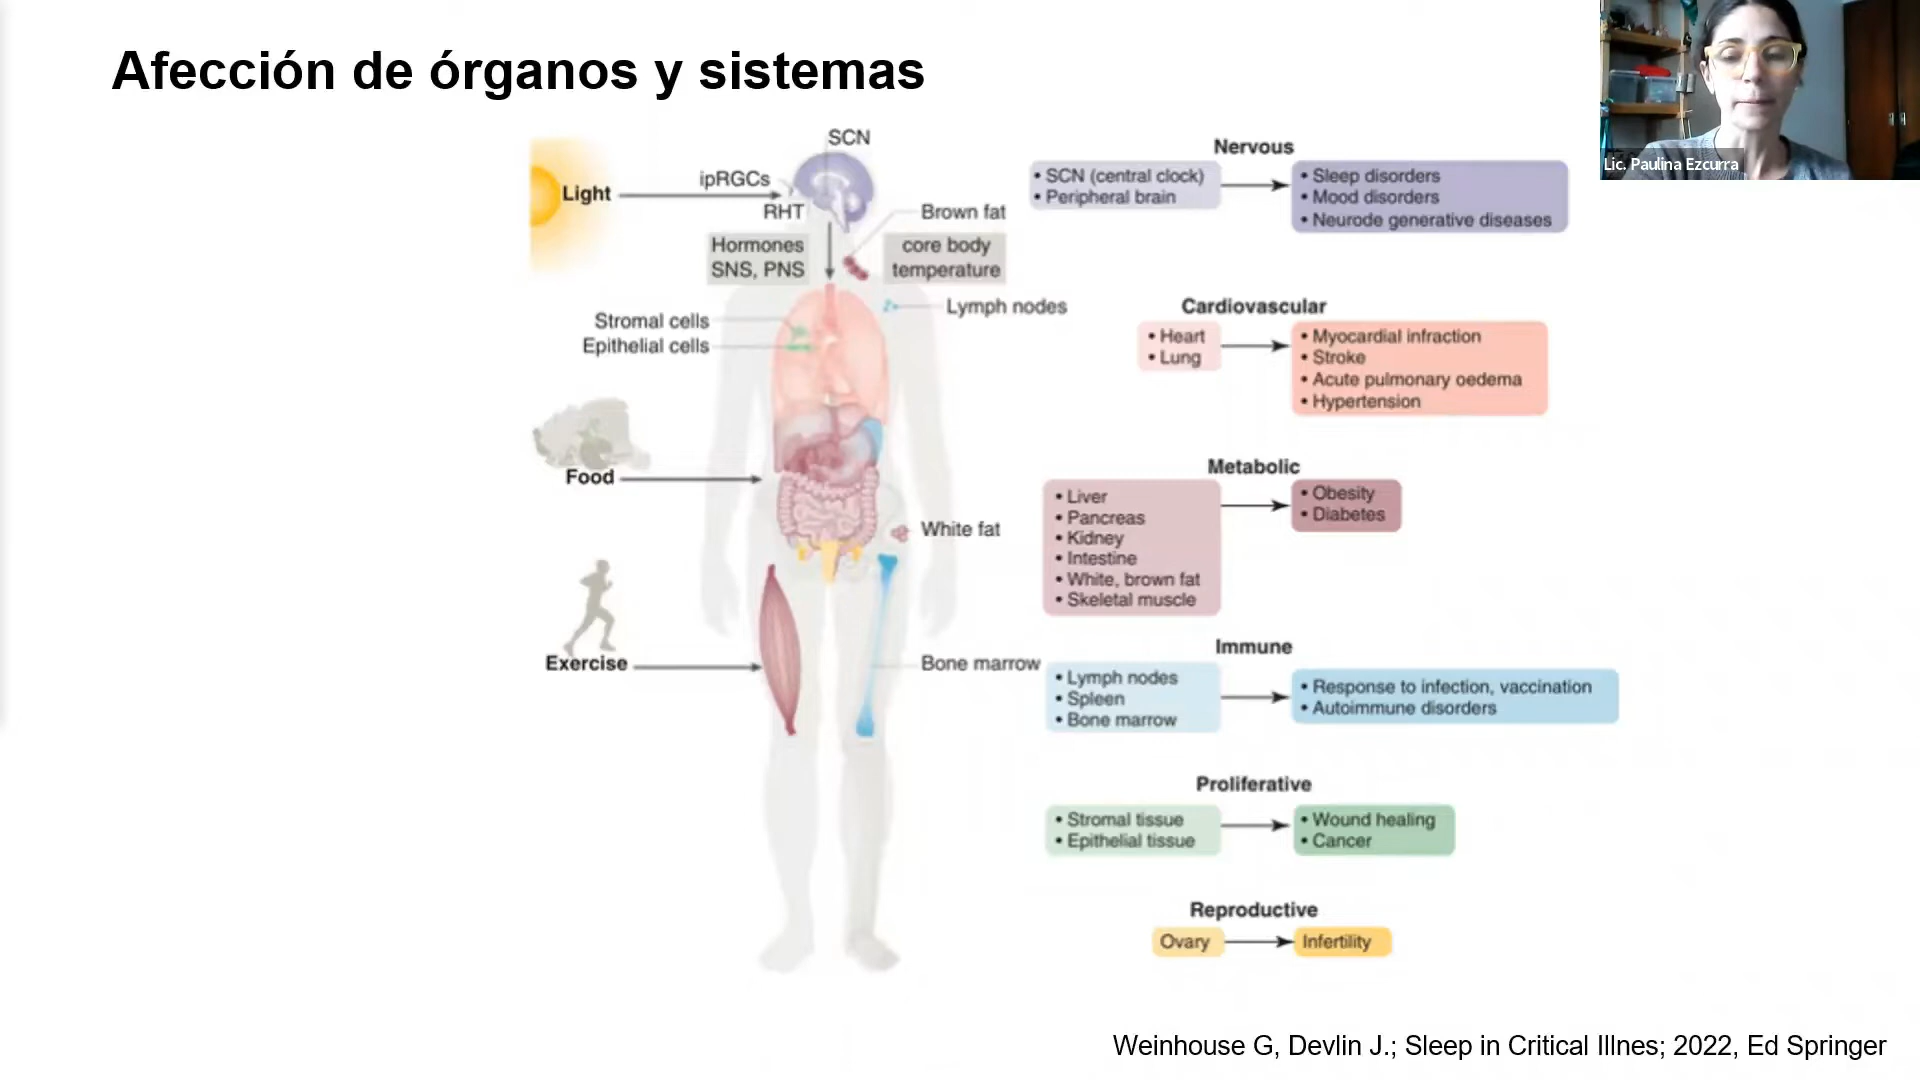 Afección de órganos y sistemas
Lic. Paulina Ezcurra
SCN
Light
ipRGCs
RHT
Hormones
SNS, PNS
Brown fat
core body
temperature
Lymph nodes
Stromal cells
Epithelial cells
Food
White fat
Exercise
Bone marrow
Nervous
• SCN (central clock)
• Peripheral brain
• Sleep disorders
• Mood disorders
• Neurode generative diseases
Cardiovascular
• Heart
• Lung
• Myocardial infraction
• Stroke
• Acute pulmonary oedema
• Hypertension
Metabolic
• Liver
• Pancreas
• Kidney
• Intestine
• White, brown fat
• Skeletal muscle
• Obesity
• Diabetes
Immune
• Lymph nodes
• Spleen
• Bone marrow
• Response to infection, vaccination
• Autoimmune disorders
Proliferative
• Stromal tissue
• Epithelial tissue
• Wound healing
• Cancer
Reproductive
Ovary
Infertility
Weinhouse G, Devlin J.; Sleep in Critical Illnes; 2022, Ed Springer